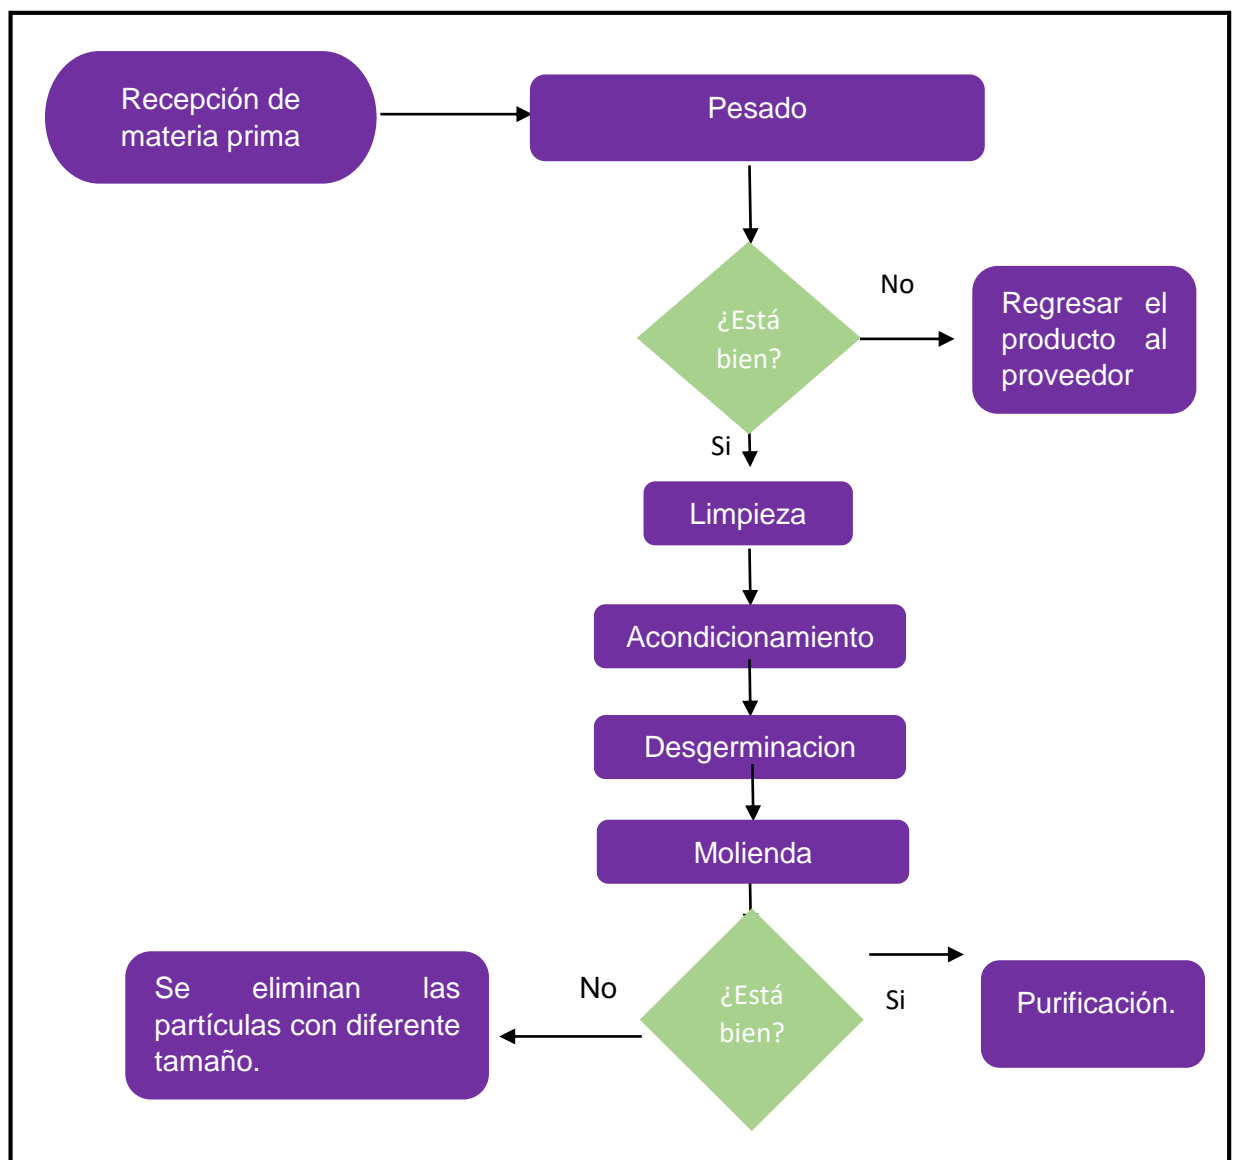 Recepción de
materia prima
Pesado
¿Está
bien?
No
Regresar el
producto al
proveedor
Si
Limpieza
Acondicionamiento
Desgerminacion
Molienda
¿Está
bien?
No
Se eliminan las
partículas con diferente
tamaño.
Si
Purificación.